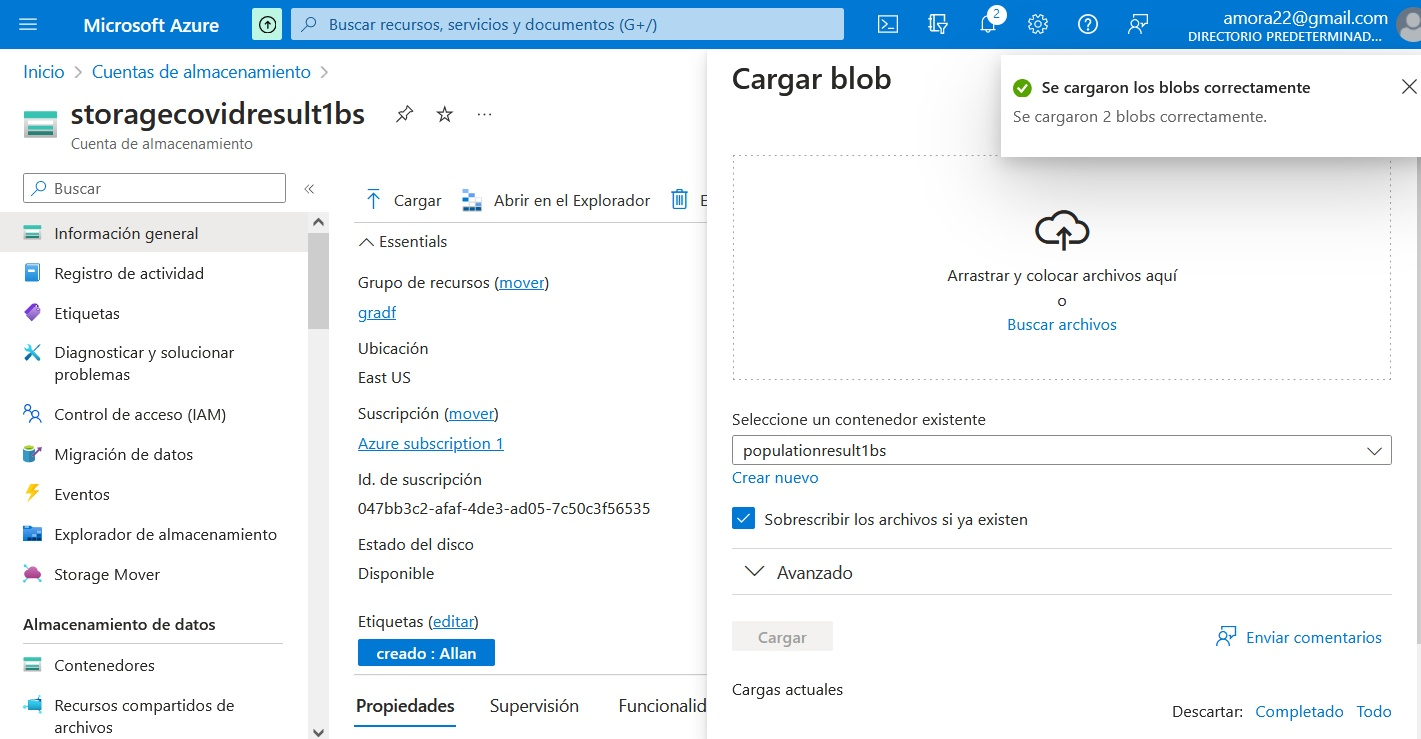 Microsoft Azure
Buscar recursos, servicios y documentos (G+/)
2
amora22@gmail.com
DIRECTORIO PREDETERMINAD...
Inicio > Cuentas de almacenamiento >
storagecovidresult1bs
...
Cuenta de almacenamiento
Buscar
«
Información general
Registro de actividad
Etiquetas
Diagnosticar y solucionar
problemas
Control de acceso (IAM)
Migración de datos
Eventos
Explorador de almacenamiento
Storage Mover
Almacenamiento de datos
Contenedores
Recursos compartidos de
archivos
Cargar
Abrir en el Explorador
E
Essentials
Grupo de recursos (mover)
gradf
Ubicación
East US
Suscripción (mover)
Azure subscription 1
Id. de suscripción
047bb3c2-afaf-4de3-ad05-7c50c3f56535
Estado del disco
Disponible
Etiquetas (editar)
creado : Allan
Propiedades
Supervisión
Funcionalid
Cargar blob
Se cargaron los blobs correctamente
Se cargaron 2 blobs correctamente.
Arrastrar y colocar archivos aquí
o
Buscar archivos
Seleccione un contenedor existente
populationresult1bs
Crear nuevo
Sobrescribir los archivos si ya existen
Avanzado
Cargar
Enviar comentarios
Cargas actuales
Descartar: Completado Todo